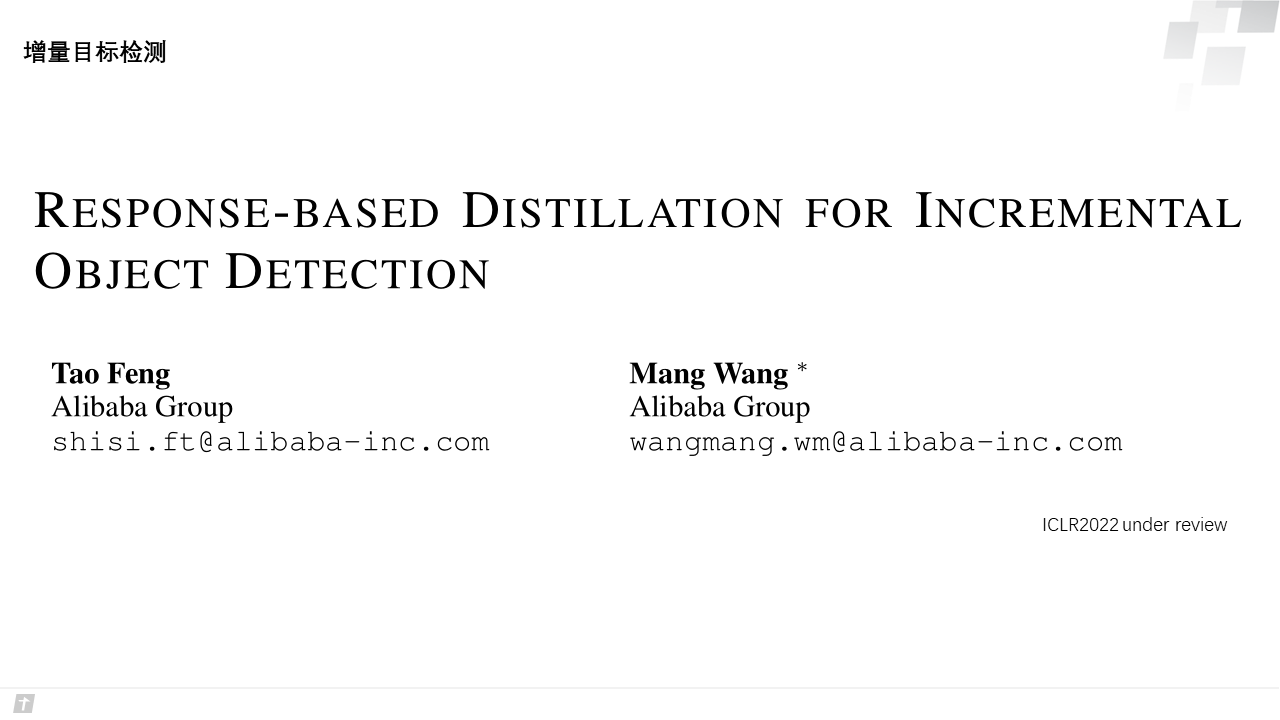 增量目标检测
RESPONSE-BASED DISTILLATION FOR INCREMENTAL
OBJECT DETECTION
Tao Feng
Alibaba Group
shisi.ft@alibaba-inc.com
Mang Wang *
Alibaba Group
wangmang.wm@alibaba-inc.com
ICLR2022 under review